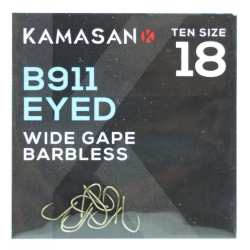 KAMASAN K
TEN SIZE
18
B911
EYED
WIDE GAPE
BARBLESS